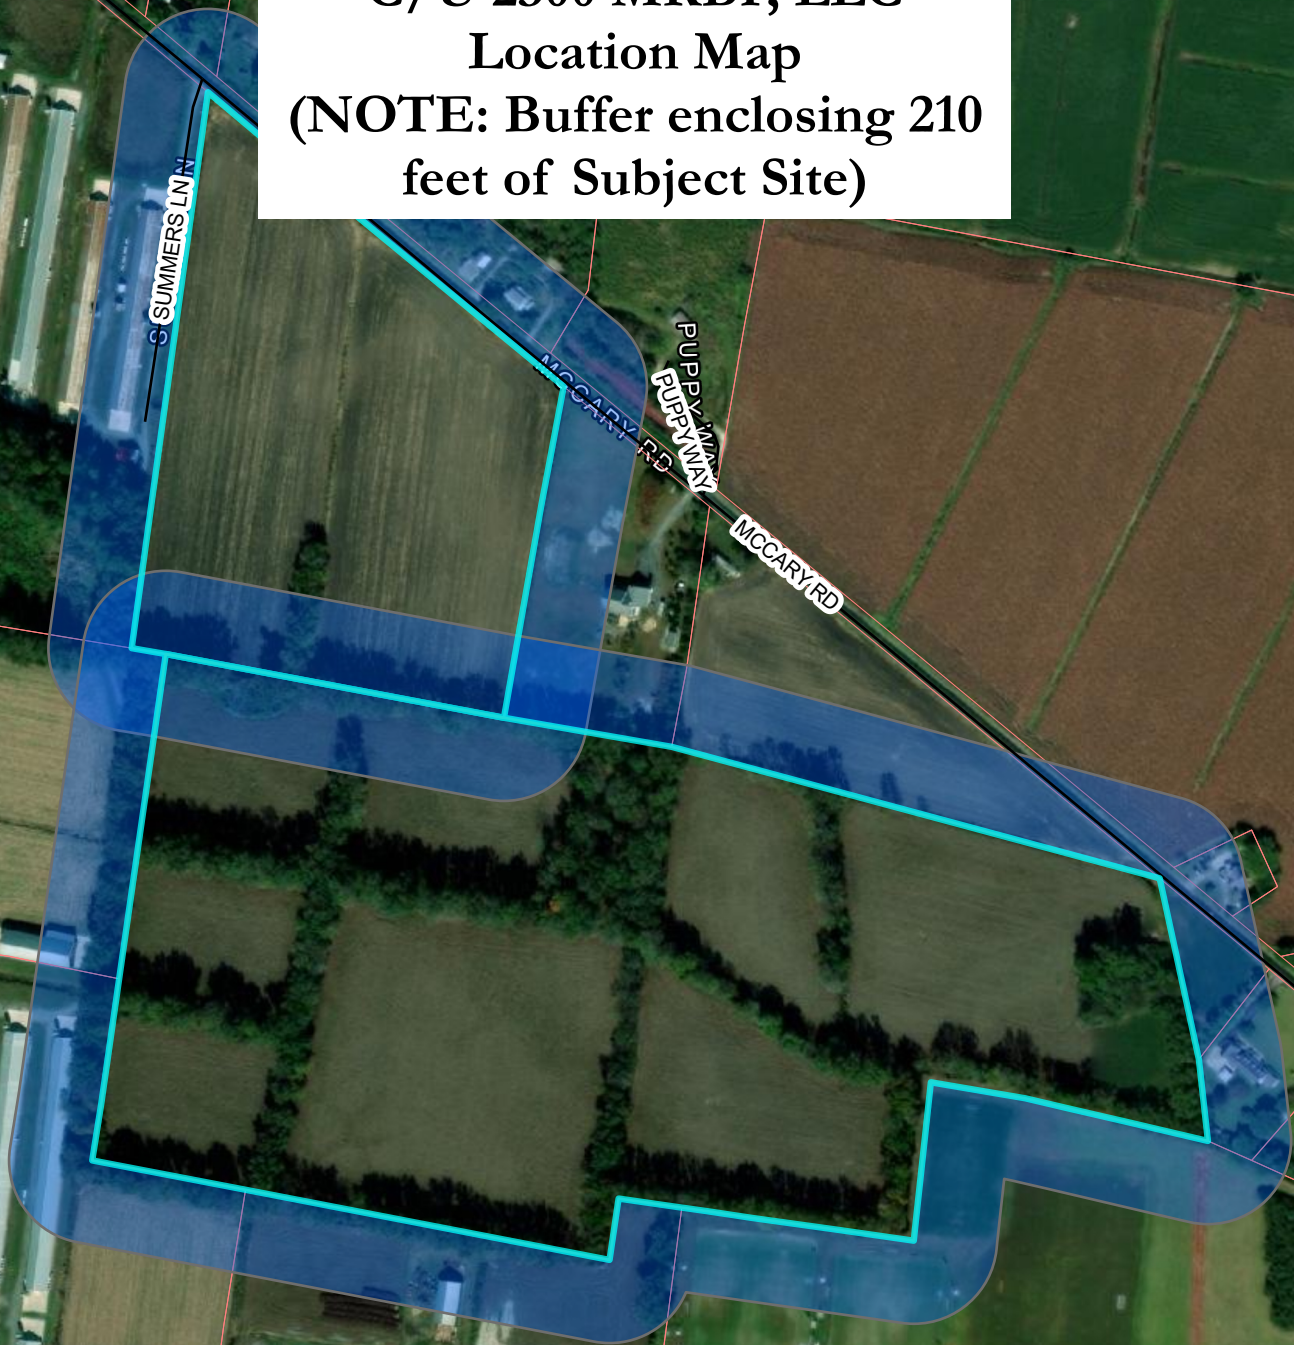 Location Map
(NOTE: Buffer enclosing 210
feet of Subject Site)
S SUMMERS LN N
MCCARY RD
PUPPY WAY
PUPPY WAY
MCCARY RD